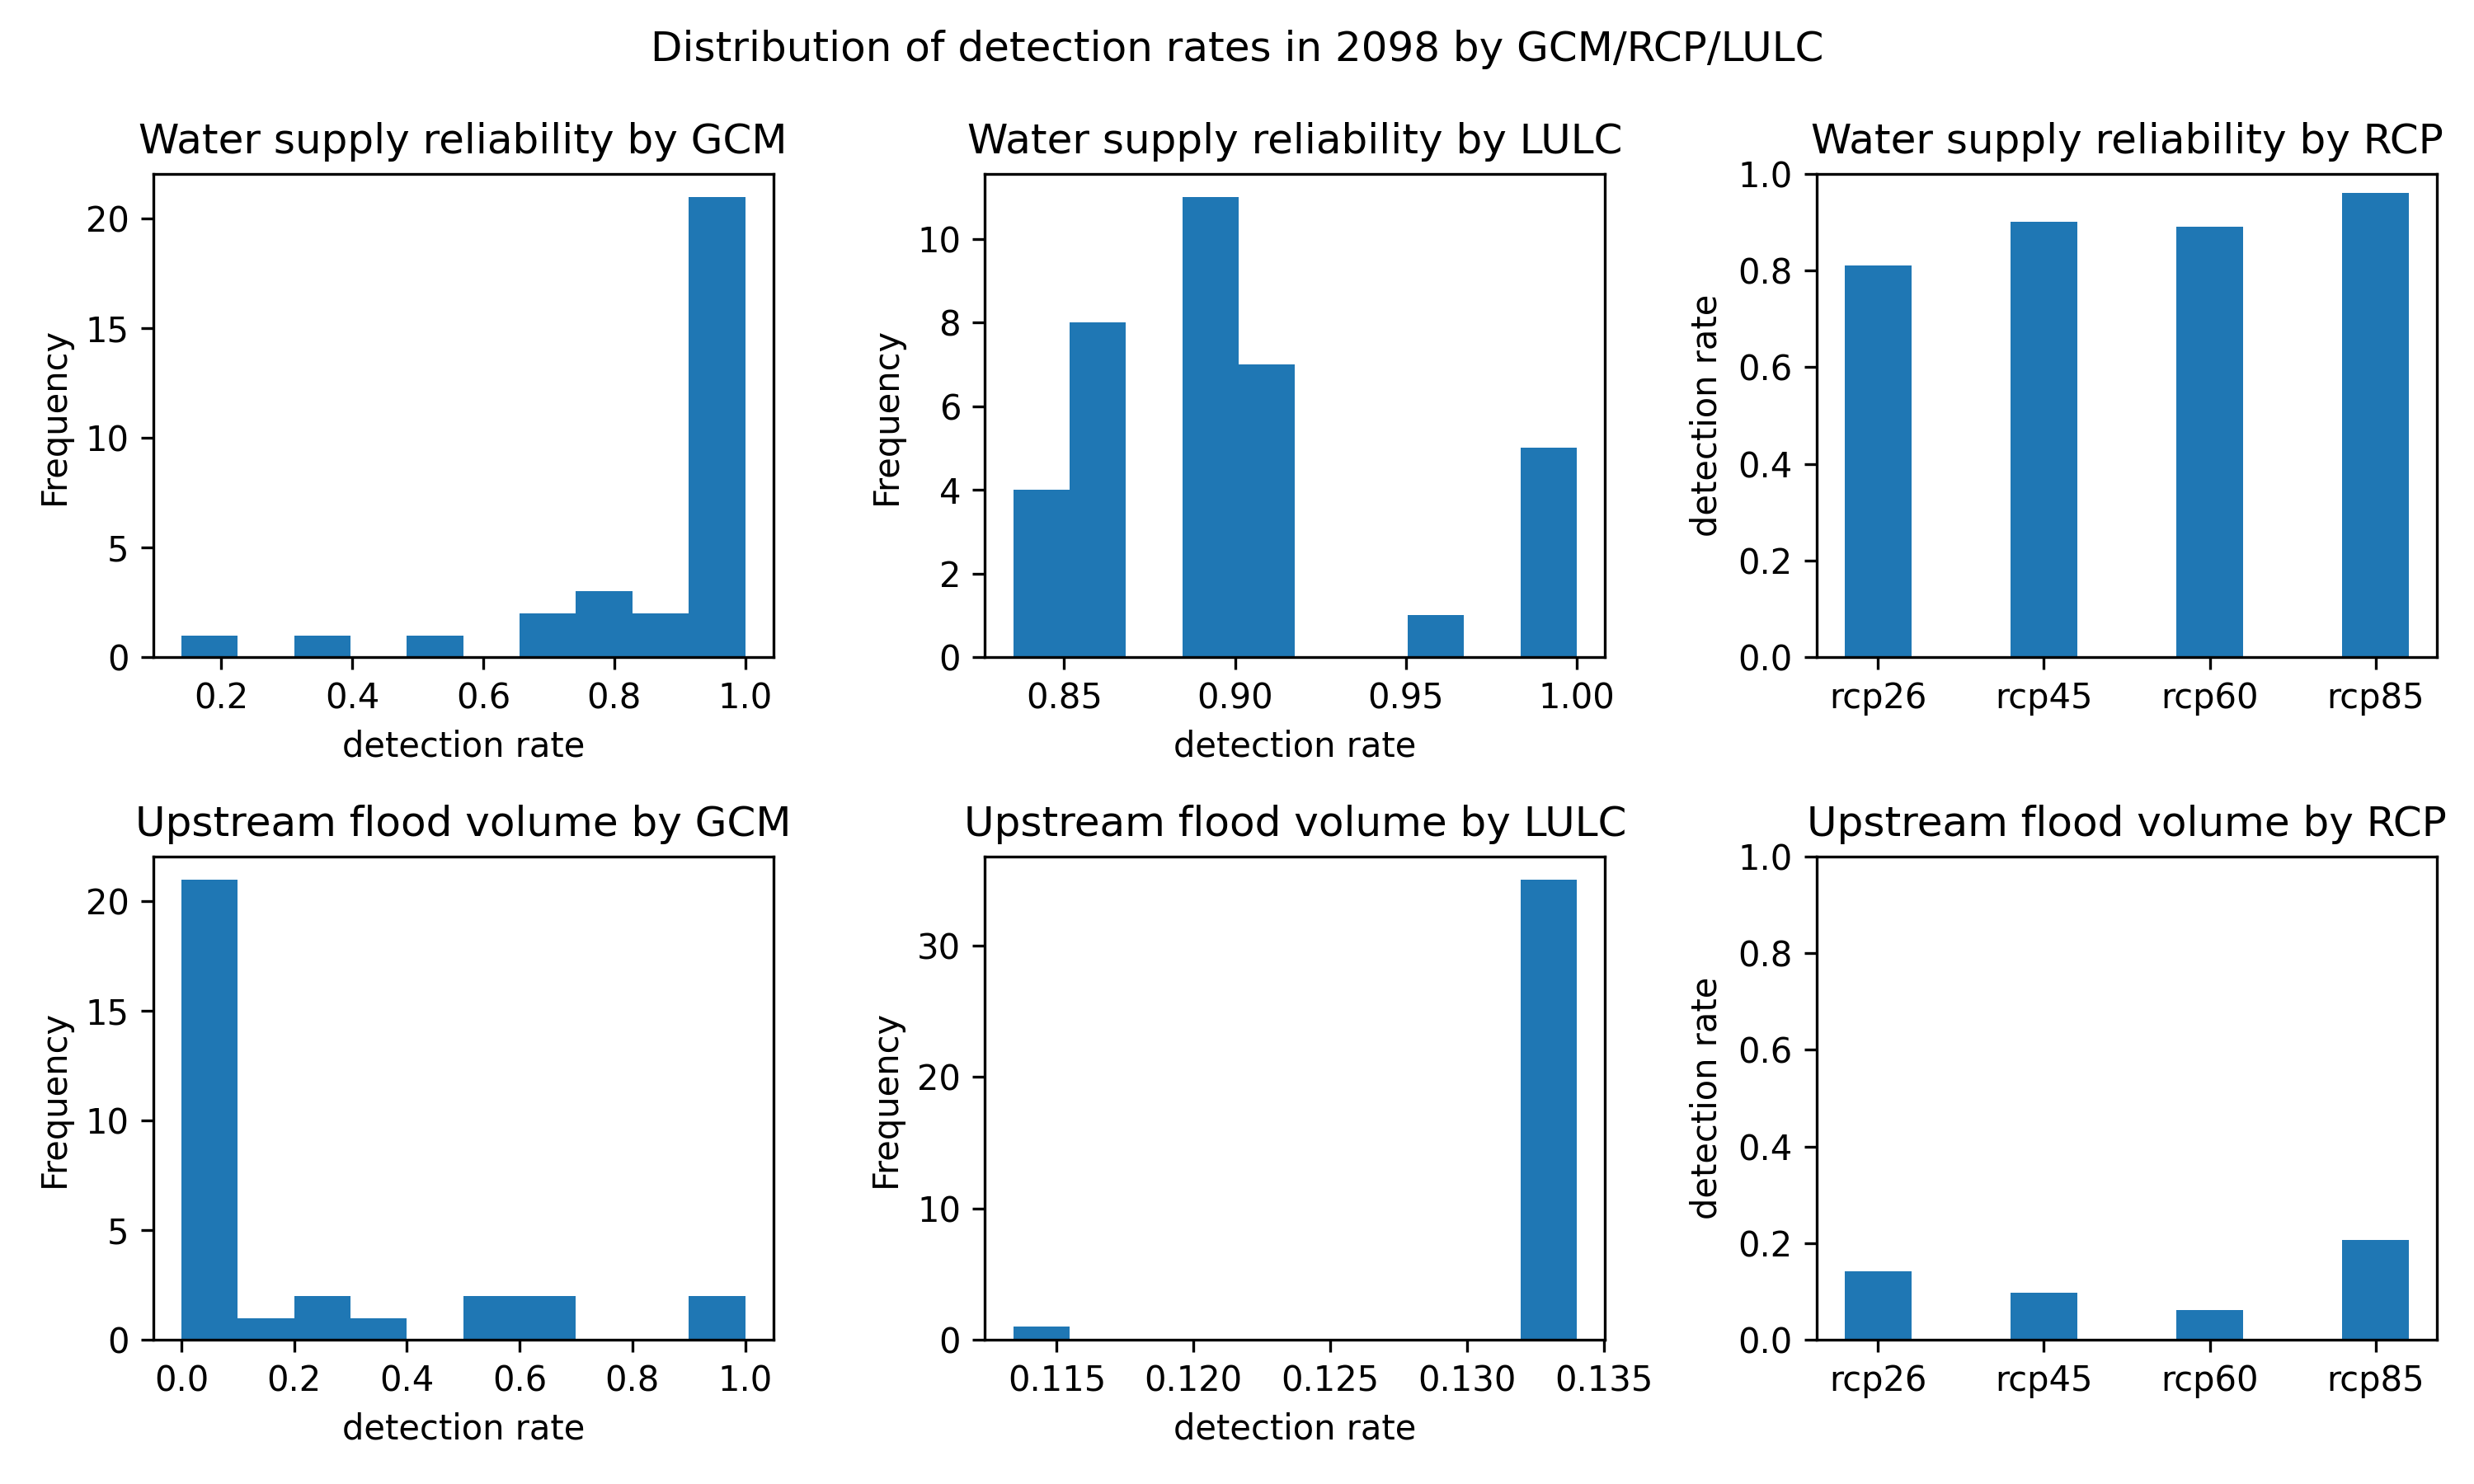 Distribution of detection rates in 2098 by GCM/RCP/LULC
Water supply reliability by GCM
Frequency
20
15
10
5
0
0.2 0.4 0.6 0.8 1.0
detection rate
Water supply reliability by LULC
Frequency
10
8
6
4
2
0
0.85 0.90 0.95 1.00
detection rate
Water supply reliability by RCP
detection rate
1.0
0.8
0.6
0.4
0.2
0.0
rcp26 rcp45 rcp60 rcp85
Upstream flood volume by GCM
Frequency
20
15
10
5
0
0.0 0.2 0.4 0.6 0.8 1.0
detection rate
Upstream flood volume by LULC
Frequency
30
20
10
0
0.115 0.120 0.125 0.130 0.135
detection rate
Upstream flood volume by RCP
detection rate
1.0
0.8
0.6
0.4
0.2
0.0
rcp26 rcp45 rcp60 rcp85